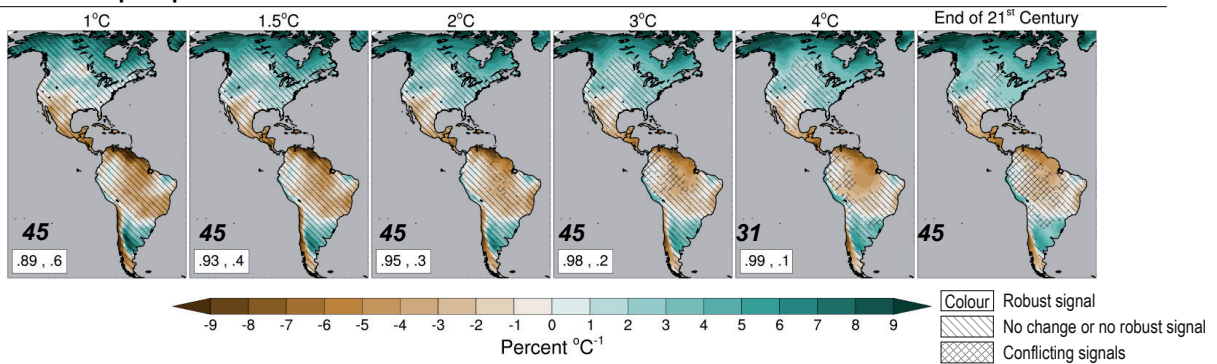 1°C 1.5°C 2°C 3°C 4°C End of 21st Century
45 45 45 45 31 45
.89 , .6 .93 , .4 .95 , .3 .98 , .2 .99 , .1
-9 -8 -7 -6 -5 -4 -3 -2 -1 0 1 2 3 4 5 6 7 8 9
Percent °C-1
Colour Robust signal
No change or no robust signal
Conflicting signals